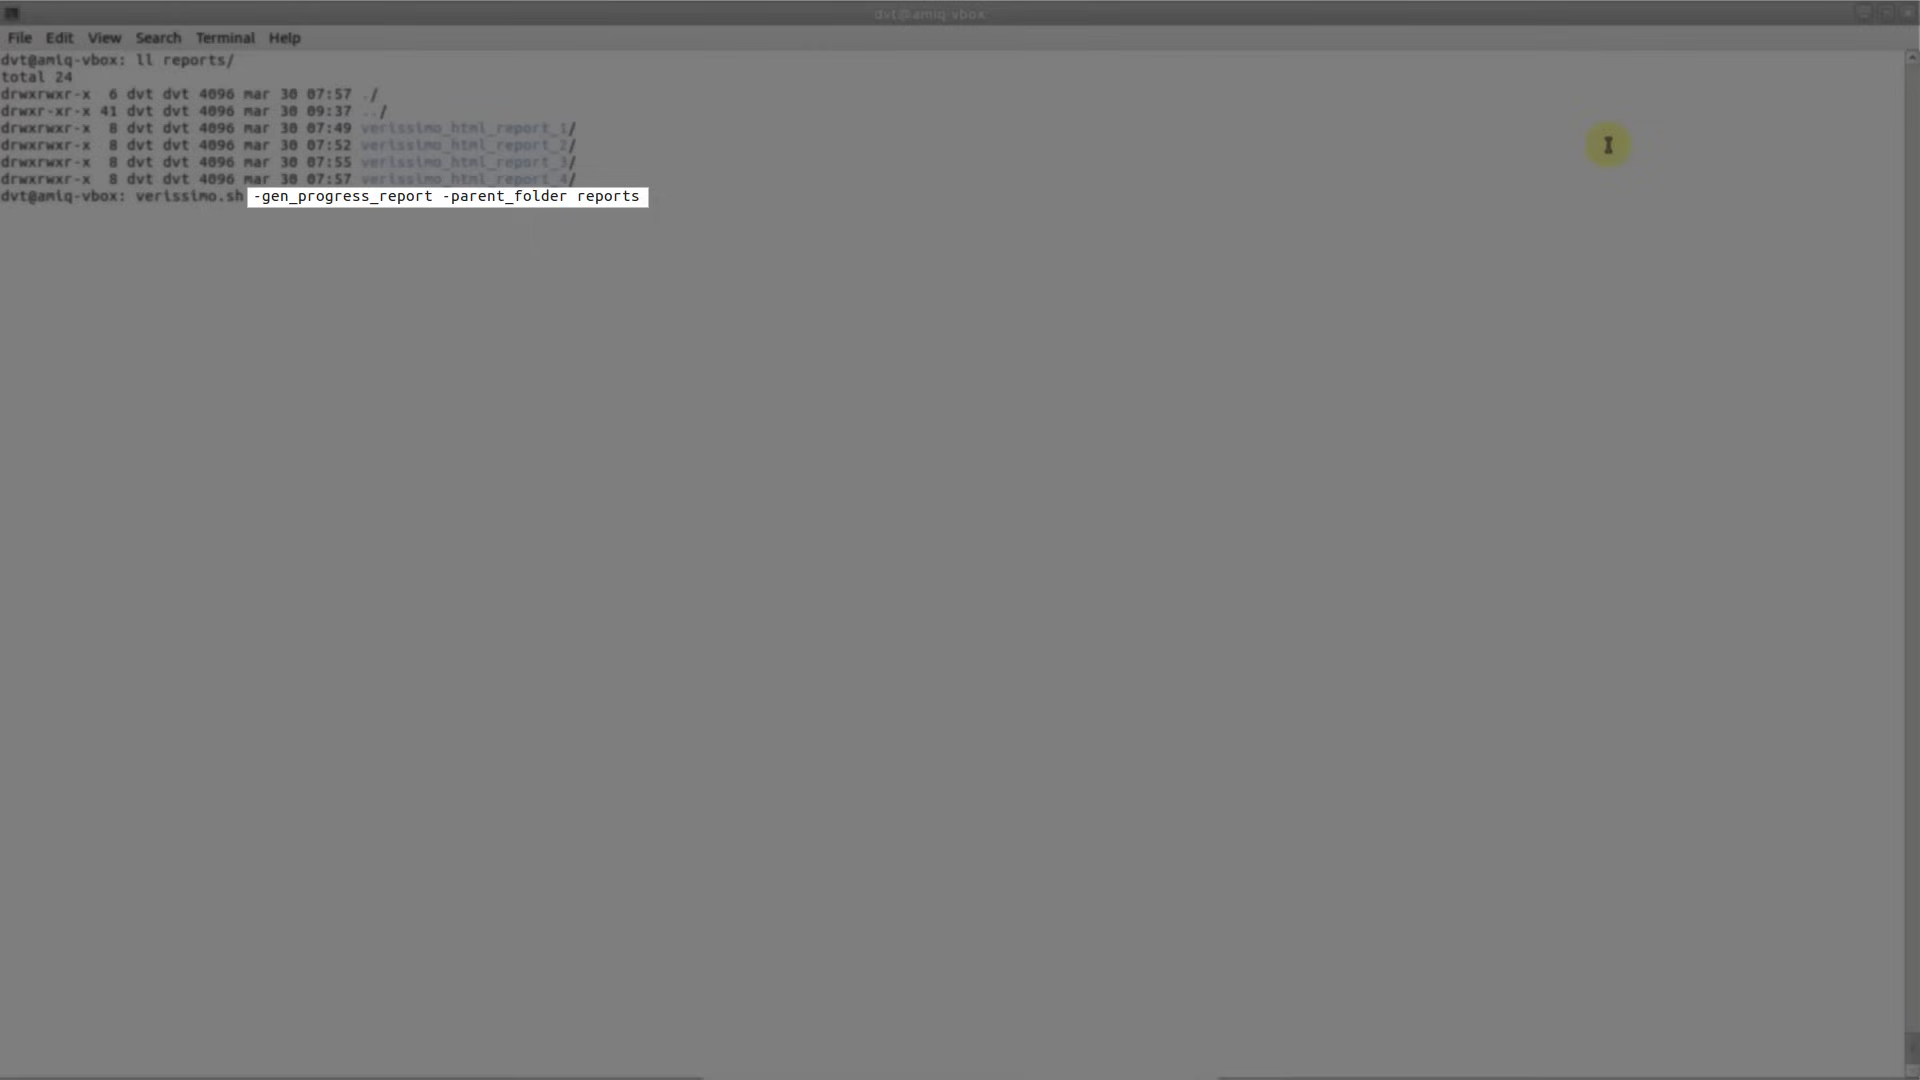 dvt@amiq-vbox
File Edit View Search Terminal Help
dvt@amiq-vbox: ll reports/
total 24
drwxrwxr-x  6 dvt dvt 4096 mar 30 07:57 ./
drwxr-xr-x 41 dvt dvt 4096 mar 30 09:37 ../
drwxrwxr-x  8 dvt dvt 4096 mar 30 07:49 verissimo_html_report_1/
drwxrwxr-x  8 dvt dvt 4096 mar 30 07:52 verissimo_html_report_2/
drwxrwxr-x  8 dvt dvt 4096 mar 30 07:55 verissimo_html_report_3/
drwxrwxr-x  8 dvt dvt 4096 mar 30 07:57 verissimo_html_report_4/
dvt@amiq-vbox: verissimo.sh -gen_progress_report -parent_folder reports